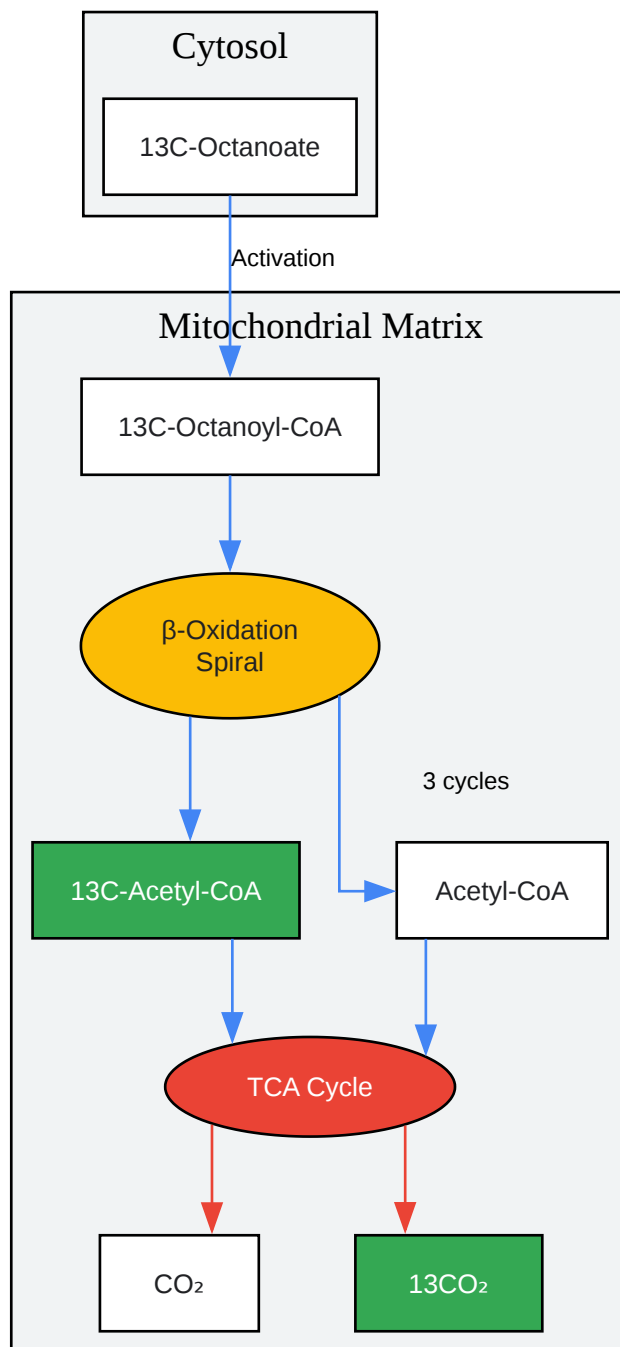 Cytosol
13C-Octanoate
Activation
Mitochondrial Matrix
13C-Octanoyl-CoA
β-Oxidation
Spiral
3 cycles
13C-Acetyl-CoA
Acetyl-CoA
TCA Cycle
CO₂
13CO₂